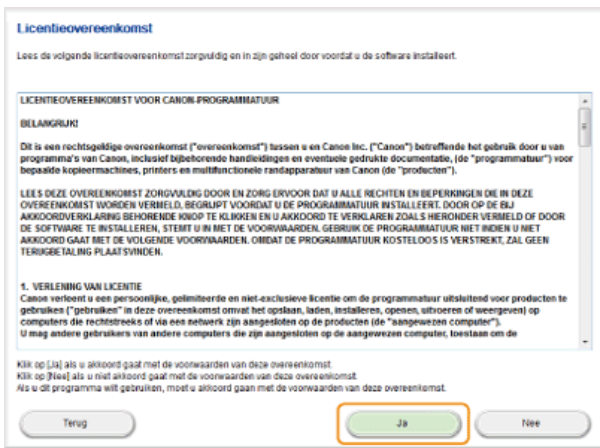 Licentieovereenkomst
Lees de volgende licentieovereenkomst zorgvuldig en in zijn geheel door voordat u de software installeert.
LICENTIEOVEREENKOMST VOOR CANON-PROGRAMMATUUR
BELANGRIJK!
Dit is een rechtsgeldige overeenkomst ("overeenkomst") tussen u en Canon Inc. ("Canon") betreffende het gebruik door u van
programma's van Canon, inclusief bijbehorende handleidingen en eventuele gedrukte documentatie, (de "programmatuur") voor
bepaalde kopieermachines, printers en multifunctionele randapparatuur van Canon (de "producten").
LEES DEZE OVEREENKOMST ZORGVULDIG DOOR EN ZORG ERVOOR DAT U ALLE RECHTEN EN BEPERKINGEN DIE IN DEZE
OVEREENKOMST WORDEN VERMELD, BEGRIJPT VOORDAT U DE PROGRAMMATUUR INSTALLEERT. DOOR OP DE BIJ
AKKOORDVERKLARING BEHORENDE KNOP TE KLIKKEN EN U AKKOORD TE VERKLAREN ZOALS HIERONDER VERMELD OF DOOR
DE SOFTWARE TE INSTALLEREN, STEMT U IN MET DE VOORWAARDEN. GEBRUIK DE PROGRAMMATUUR NIET INDIEN U NIET
AKKOORD GAAT MET DE VOLGENDE VOORWAARDEN. OMDAT DE PROGRAMMATUUR KOSTELOOS IS VERSTREKT, ZAL GEEN
TERUGBETALING PLAATSVINDEN.
1. VERLENING VAN LICENTIE
Canon verleent u een persoonlijke, gelimiteerde en niet-exclusieve licentie om de programmatuur uitsluitend voor producten te
gebruiken ("gebruiken" in deze overeenkomst omvat het opslaan, laden, installeren, openen, uitvoeren of weergeven) op
computers die rechtstreeks of via een netwerk zijn aangesloten op de producten (de "aangewezen computer").
U mag andere gebruikers van andere computers die zijn aangesloten op de aangewezen computer, toestaan om de
Klik op [Ja] als u akkoord gaat met de voorwaarden van deze overeenkomst.
Klik op [Nee] als u niet akkoord gaat met de voorwaarden van deze overeenkomst.
Als u dit programma wilt gebruiken, moet u akkoord gaan met de voorwaarden van deze overeenkomst.
Terug
Ja
Nee